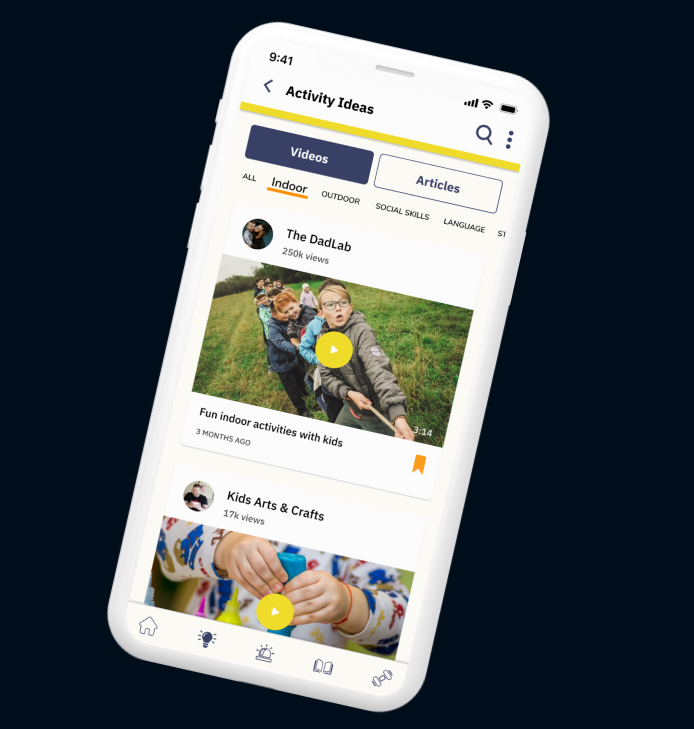 9:41
Activity Ideas
Videos
Articles
ALL
Indoor
OUTDOOR
SOCIAL SKILLS
LANGUAGE
ST
The DadLab
250k views
3:14
Fun indoor activities with kids
3 MONTHS AGO
Kids Arts & Crafts
17k views